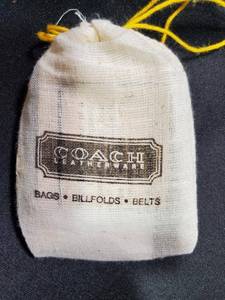 COACH
LEATHERWARE
BAGS • BILLFOLDS • BELTS